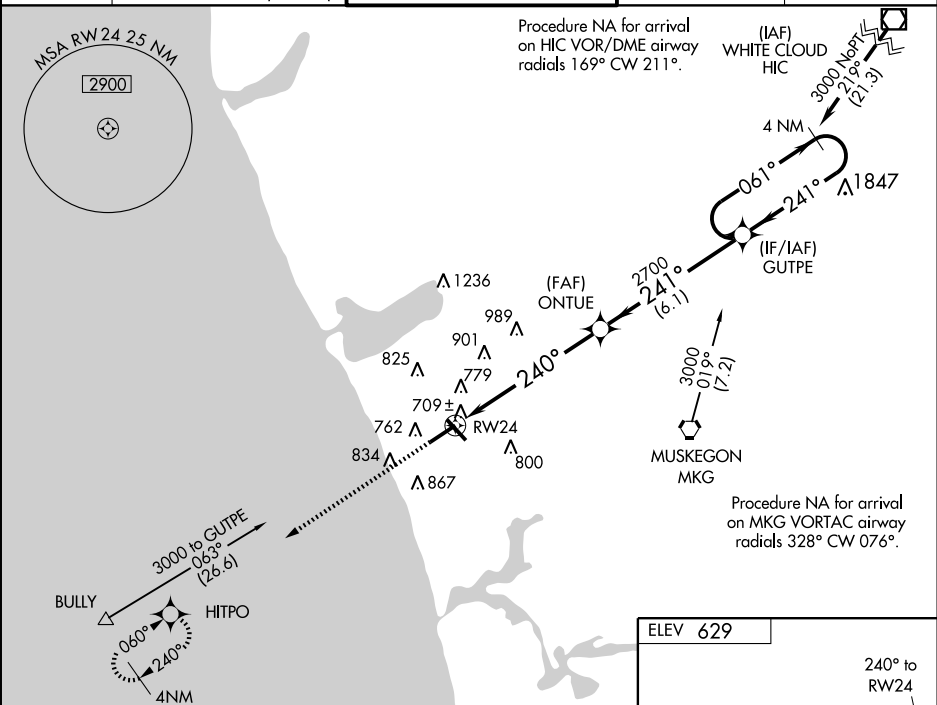 MSA RW 24 25 NM
2900
Procedure NA for arrival
on HIC VOR/DME airway
radials 169° CW 211°.
(IAF)
WHITE CLOUD
HIC
3000 NoPT
219°
(21.3)
4 NM
061°
241°
1847
(IF/IAF)
GUTPE
2700
241°
(6.1)
(FAF)
ONTUE
1236
989
901
825
779
240°
709±
762
RW24
834
800
867
3000
019°
(7.2)
MUSKEGON
MKG
Procedure NA for arrival
on MKG VORTAC airway
radials 328° CW 076°.
3000 to GUTPE
063°
(26.6)
BULLY
HITPO
060°
240°
4NM
ELEV 629
240° to
RW24